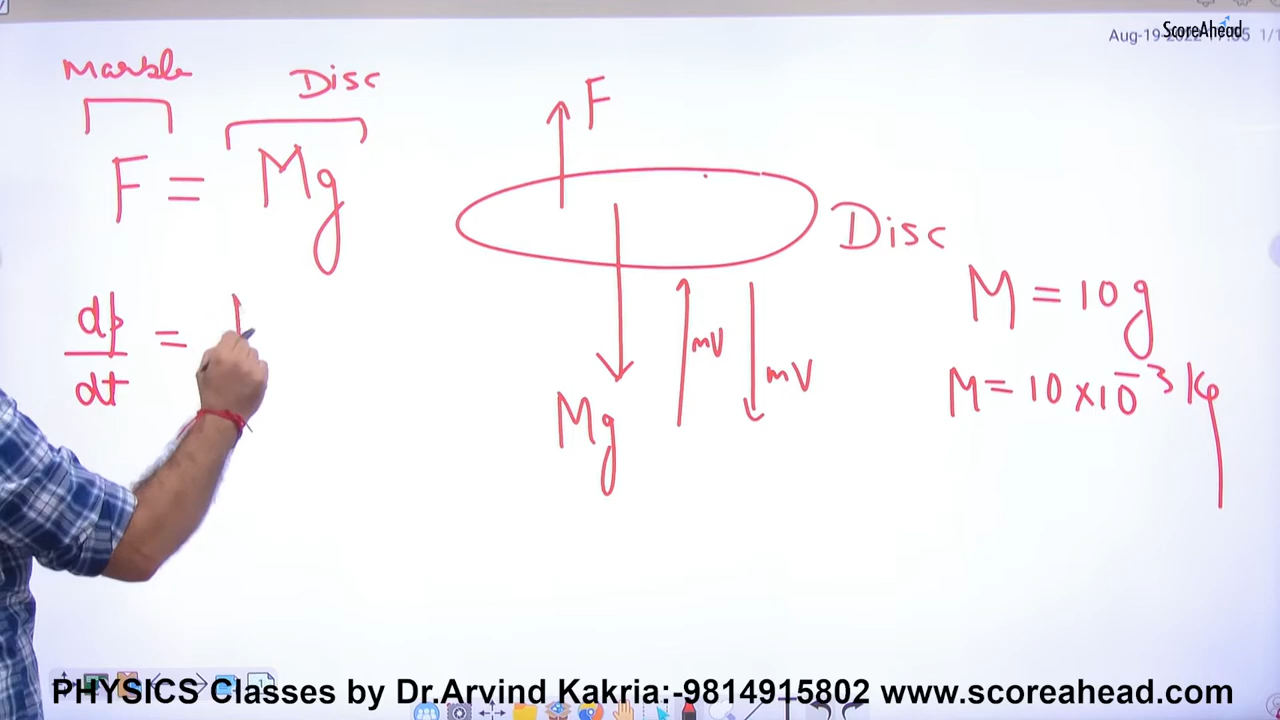 ScoreAhead
Marble
Disc
F = Mg
F
Disc
dp/dt =
Mg
mV
mV
M = 10g
M = 10 × 10⁻³ Kg
PHYSICS Classes by Dr.Arvind Kakria:-9814915802 www.scoreahead.com